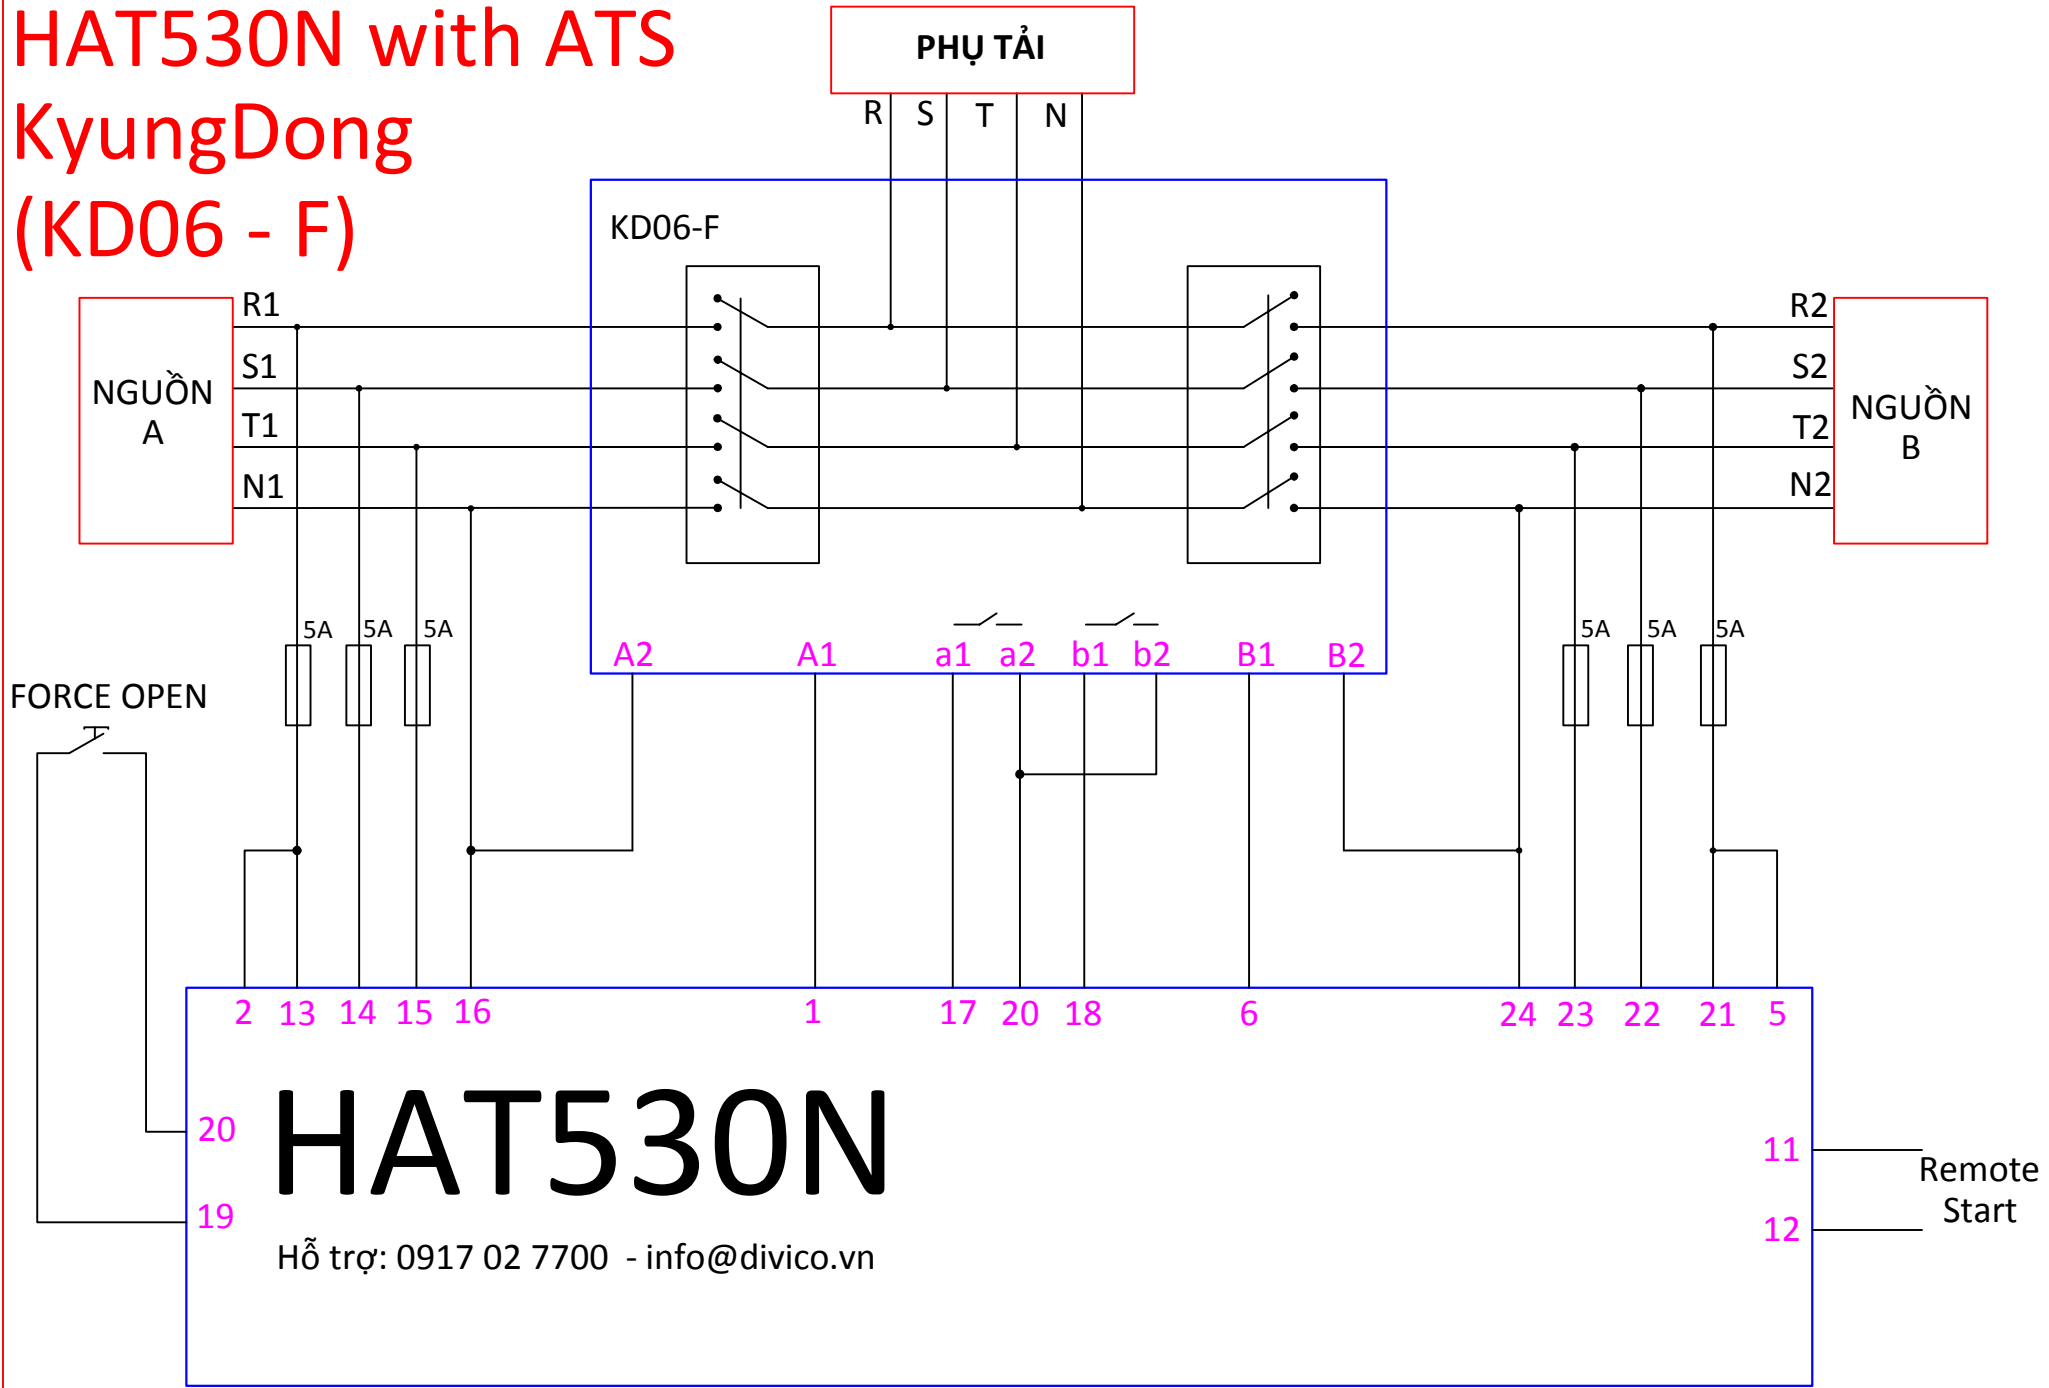 HAT530N with ATS
KyungDong
(KD06 - F)
PHỤ TẢI
R S T N
KD06-F
NGUỒN
A
R1
S1
T1
N1
R2
S2
T2
N2
NGUỒN
B
5A 5A 5A
5A 5A 5A
A2 A1 a1 a2 b1 b2 B1 B2
FORCE OPEN
2 13 14 15 16 1 17 20 18 6 24 23 22 21 5
HAT530N
20
19
11
12
Remote
Start
Hỗ trợ: 0917 02 7700 - info@divico.vn